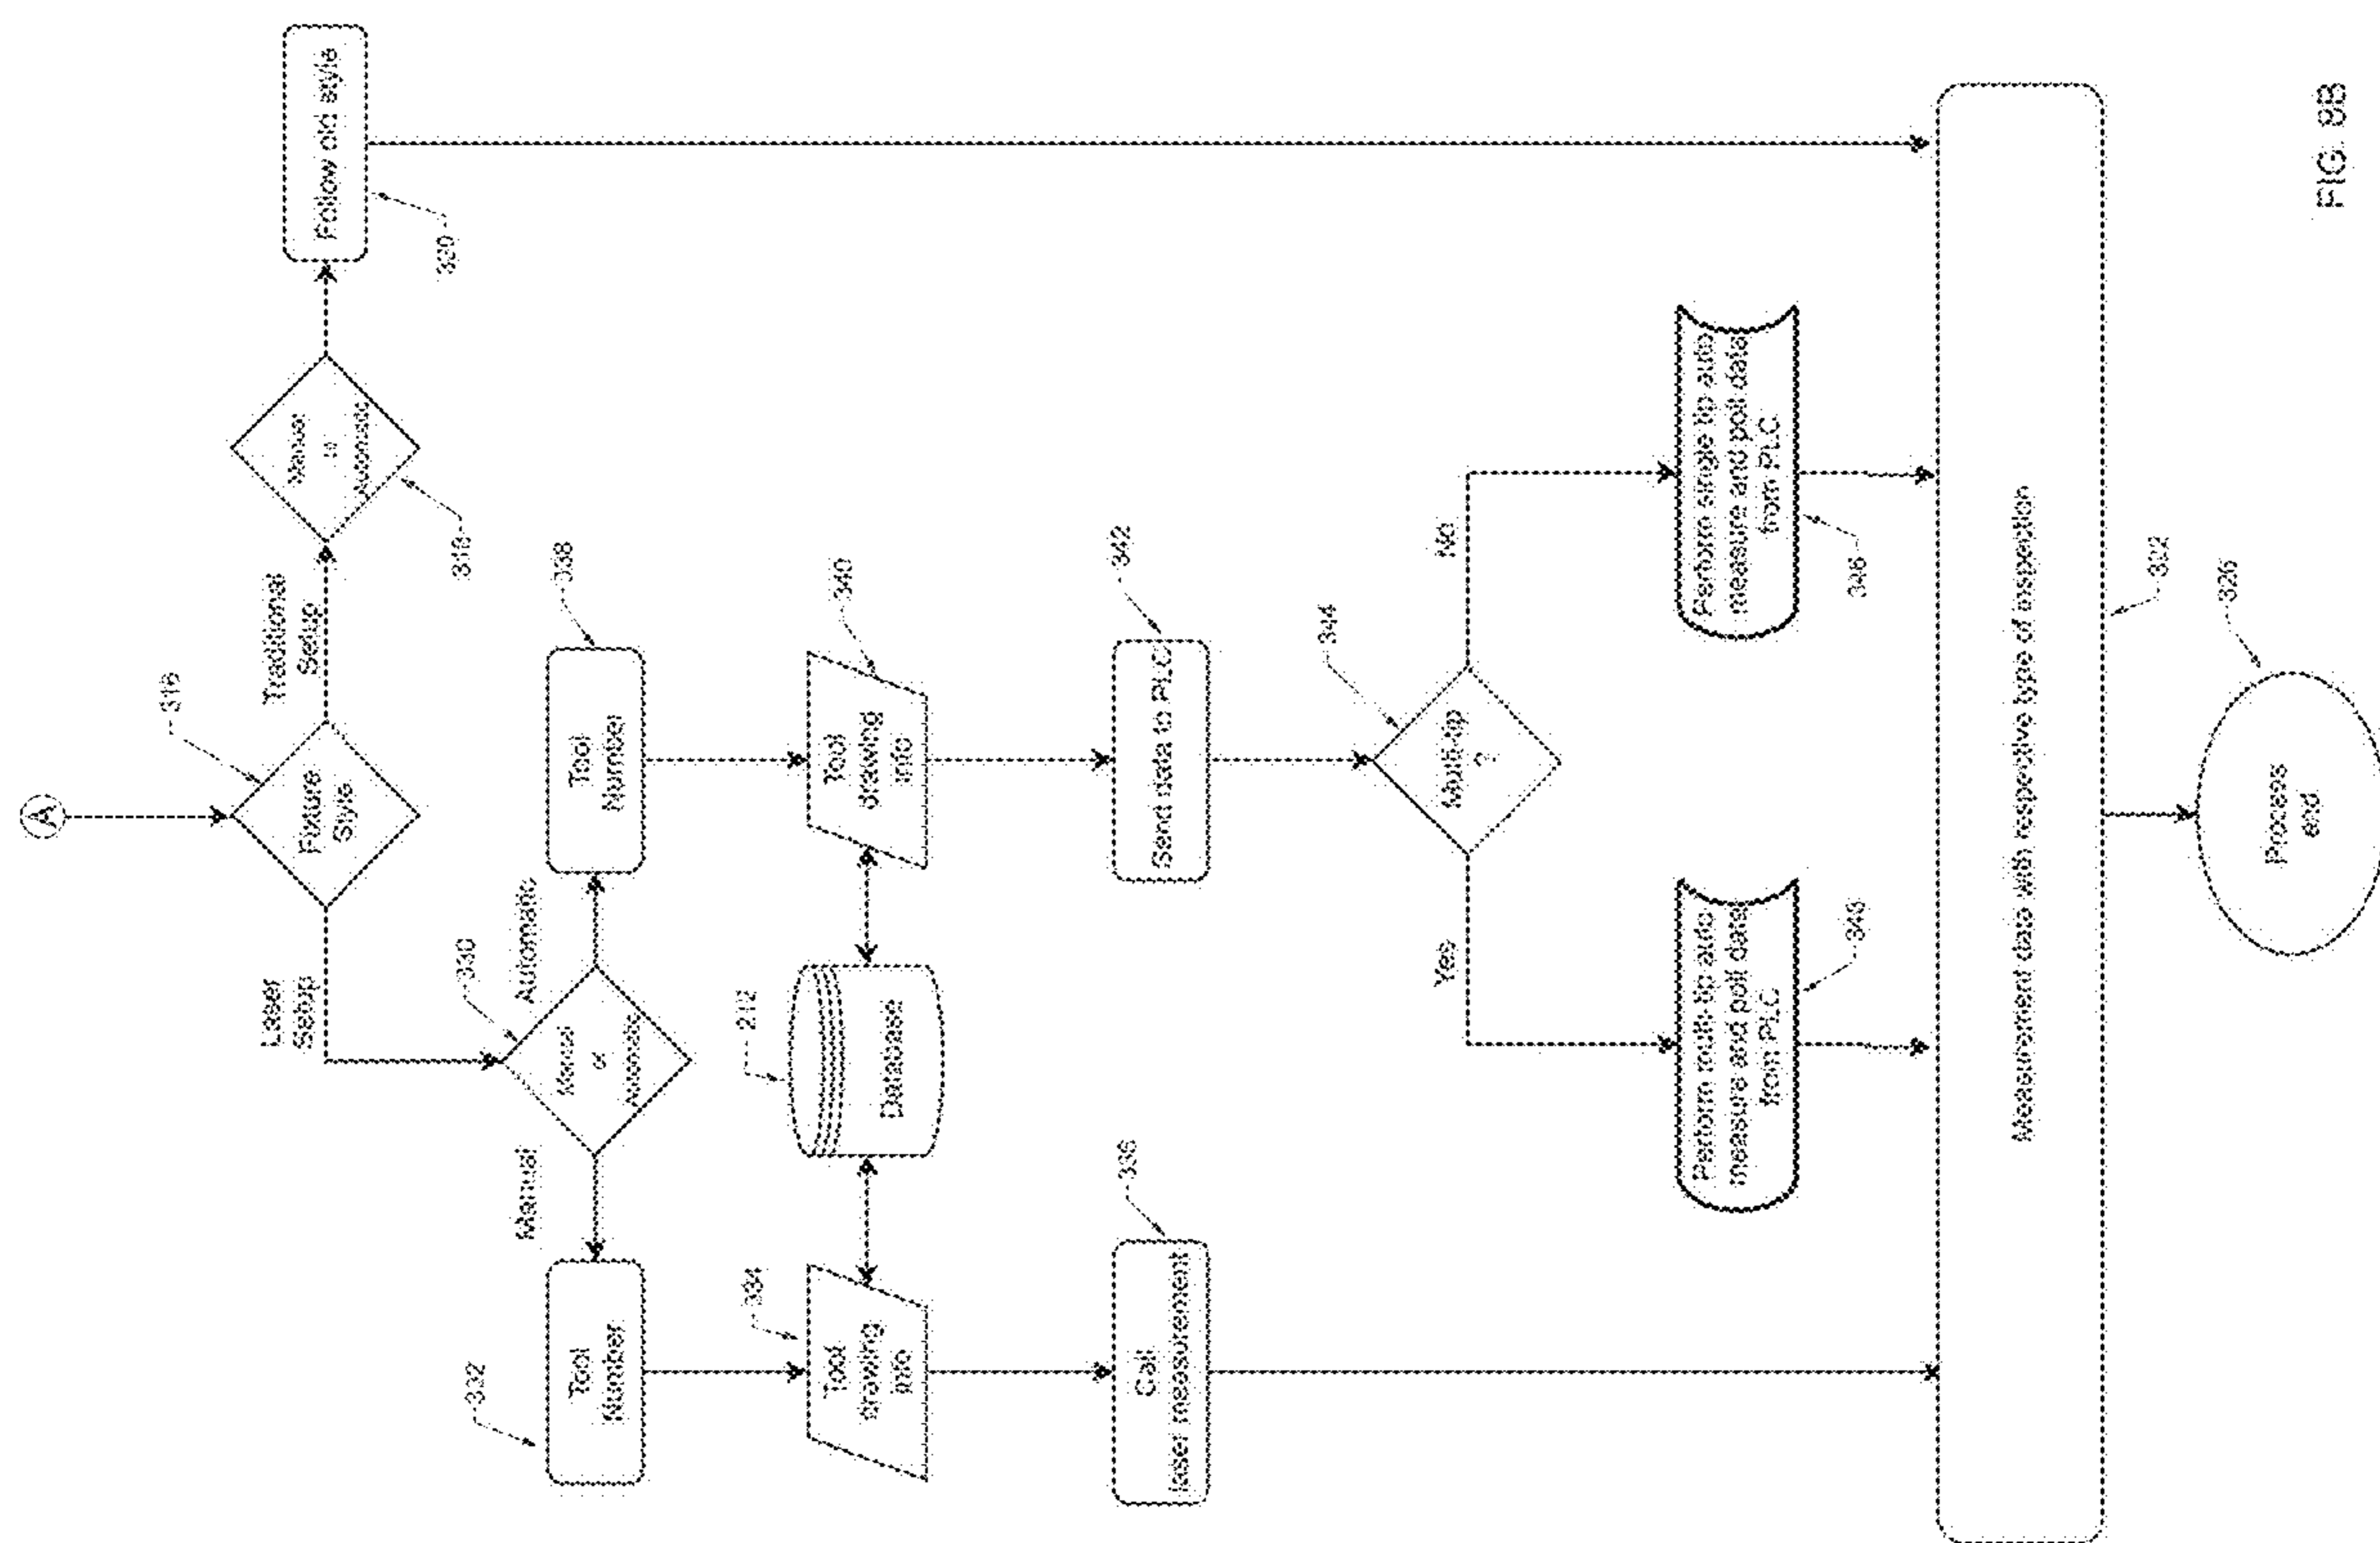 A
316
Fixture
Style
Traditional
Setup
Manual
or
Automatic
318
Follow old style
320
Laser
Setup
330
Manual
or
Automatic
Manual
Automatic
332
Tool
Number
338
Tool
Number
334
Tool
drawing
info
212
Database
340
Tool
drawing
info
336
Call
laser measurement
342
Send data to PLC
344
Multi-tip
?
Yes
No
Perform multi-tip auto
measure and poll data
from PLC
Perform single tip auto
measure and poll data
from PLC
346
Measurement data with respective type of inspection
326
Process
end
FIG. 8B